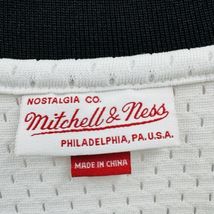 NOSTALGIA CO.
Mitchell & Ness
PHILADELPHIA, PA. U.S.A.
MADE IN CHINA